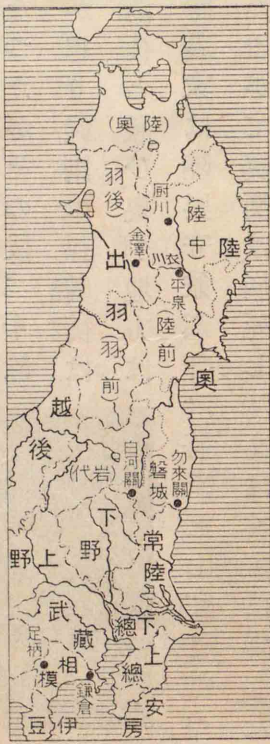 (陸奥)
(羽後)
厨川
(陸中)
陸
金澤
衣川
平泉
出
羽
(陸前)
(羽前)
奥
越
後
白河關
(岩代)
勿來關
(磐城)
下
野
上
野
常
陸
下
總
上
總
武
藏
足柄
相
模
鎌倉
安
房
伊
豆